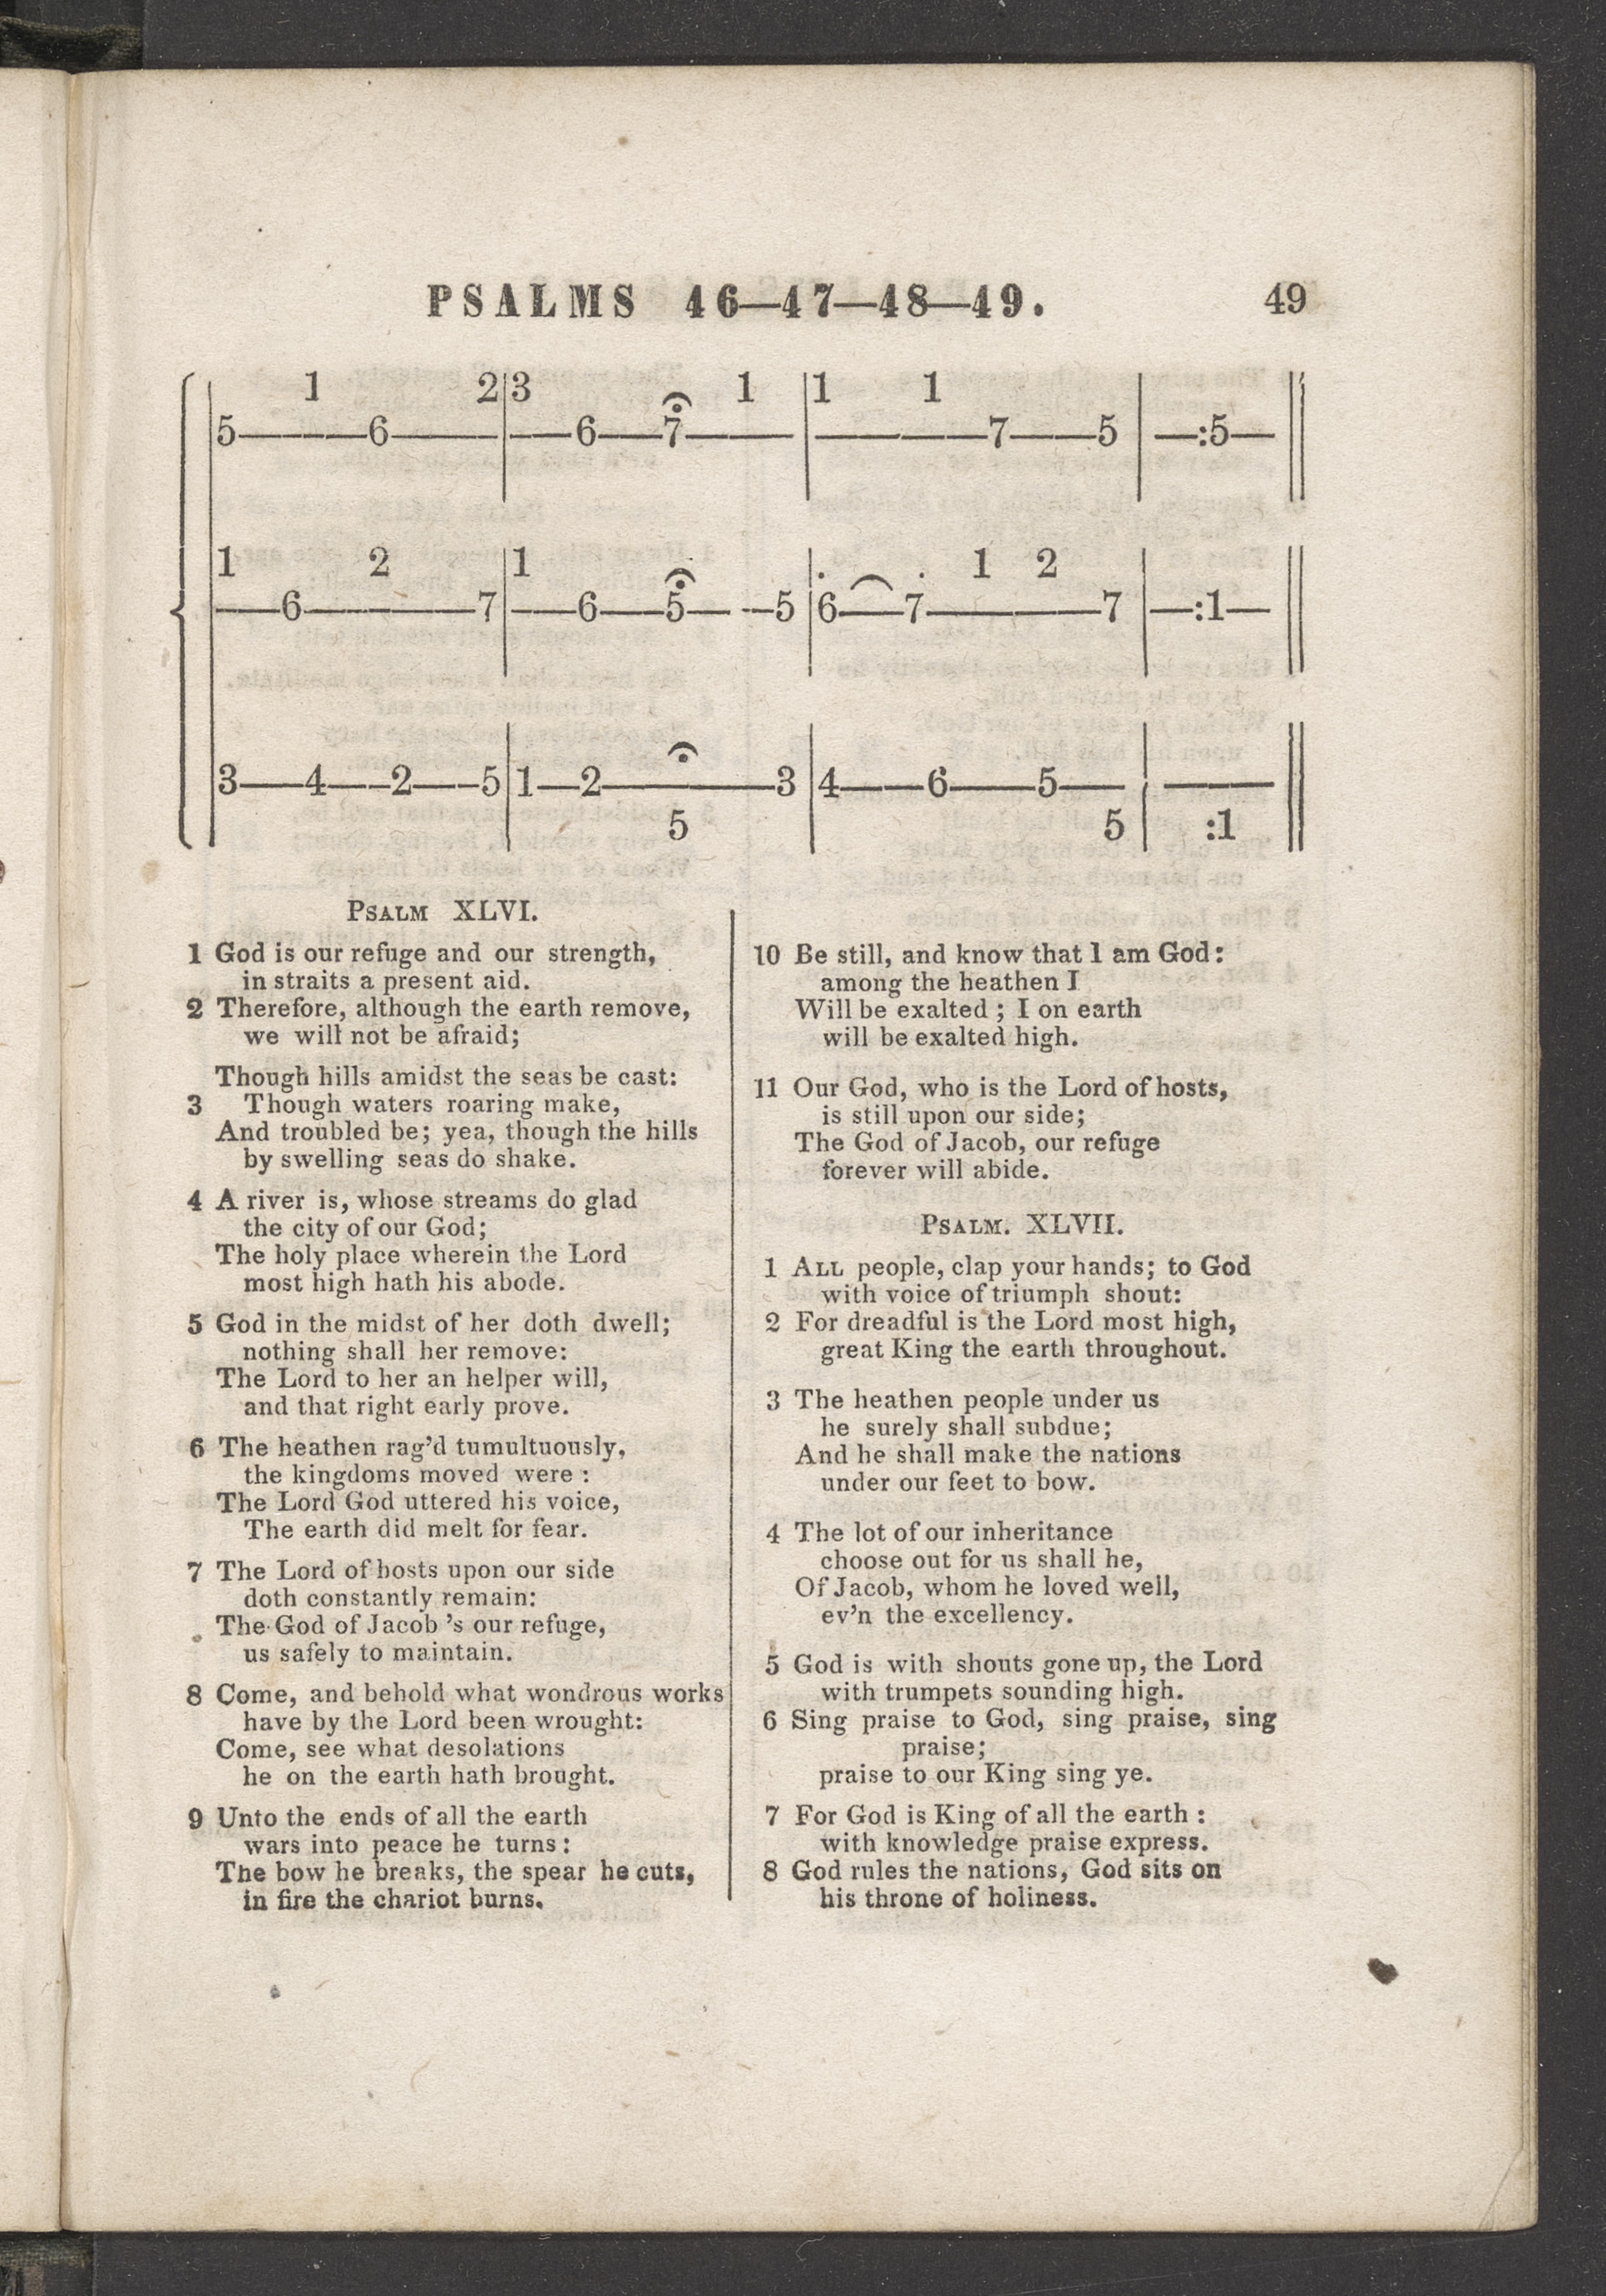 PSALMS 46—47—48—49. 49
1 2|3 1 |1 1
5———6———|——6——7———|————7——5 | —:5—
1 2 |1 1 2
——6————7|——6——5— —5 |6——7————7 |—:1—
3——4——2——5|1—2————3 |4——6——5—— | ———
5 5 | :1
PSALM XLVI.
1 God is our refuge and our strength,
in straits a present aid.
2 Therefore, although the earth remove,
we will not be afraid;
Though hills amidst the seas be cast:
3 Though waters roaring make,
And troubled be; yea, though the hills
by swelling seas do shake.
4 A river is, whose streams do glad
the city of our God;
The holy place wherein the Lord
most high hath his abode.
5 God in the midst of her doth dwell;
nothing shall her remove:
The Lord to her an helper will,
and that right early prove.
6 The heathen rag'd tumultuously,
the kingdoms moved were :
The Lord God uttered his voice,
The earth did melt for fear.
7 The Lord of hosts upon our side
doth constantly remain:
The God of Jacob 's our refuge,
us safely to maintain.
8 Come, and behold what wondrous works
have by the Lord been wrought:
Come, see what desolations
he on the earth hath brought.
9 Unto the ends of all the earth
wars into peace he turns:
The bow he breaks, the spear he cuts,
in fire the chariot burns.
10 Be still, and know that I am God:
among the heathen I
Will be exalted; I on earth
will be exalted high.
11 Our God, who is the Lord of hosts,
is still upon our side;
The God of Jacob, our refuge
forever will abide.
PSALM. XLVII.
1 ALL people, clap your hands; to God
with voice of triumph shout:
2 For dreadful is the Lord most high,
great King the earth throughout.
3 The heathen people under us
he surely shall subdue;
And he shall make the nations
under our feet to bow.
4 The lot of our inheritance
choose out for us shall he,
Of Jacob, whom he loved well,
ev'n the excellency.
5 God is with shouts gone up, the Lord
with trumpets sounding high.
6 Sing praise to God, sing praise, sing
praise;
praise to our King sing ye.
7 For God is King of all the earth :
with knowledge praise express.
8 God rules the nations, God sits on
his throne of holiness.